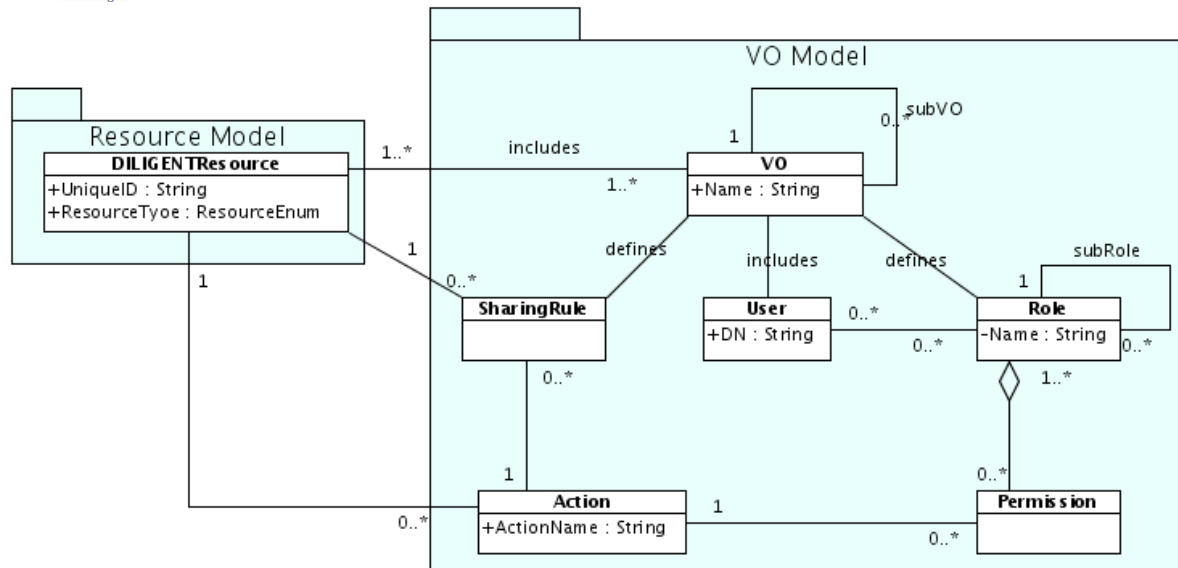 VO Model
subVO
0..*
1
Resource Model
DILIGENTResource
+UniqueID : String
+ResourceTyoe : ResourceEnum
1..*
includes
1..*
VO
+Name : String
1
0..*
1
defines
includes
defines
subRole
1
SharingRule
User
+DN : String
0..*
0..*
Role
-Name : String
0..*
0..*
1..*
1
0..*
0..*
Action
+ActionName : String
1
0..*
Permission